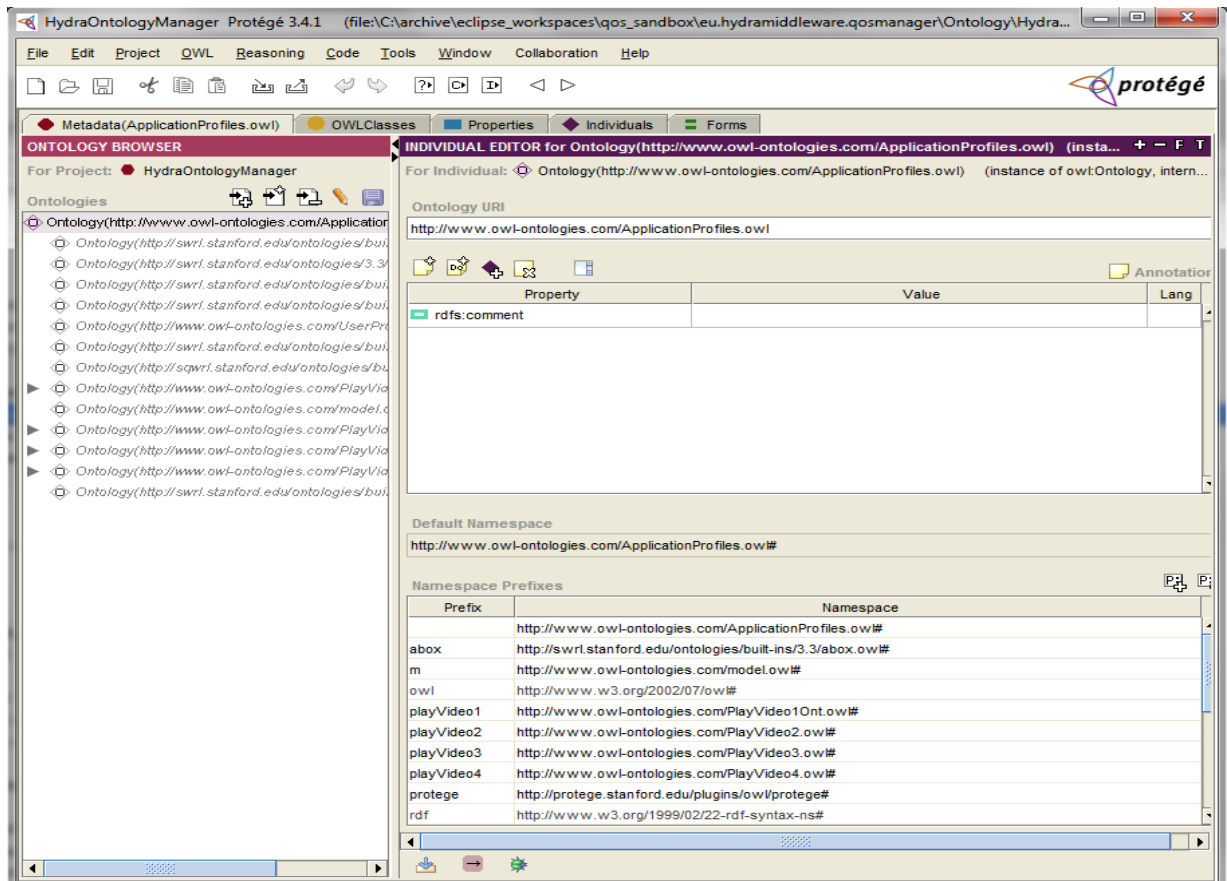 HydraOntologyManager Protégé 3.4.1 (file:\C:\archive\eclipse_workspaces\qos_sandbox\eu.hydramiddleware.qosmanager\Ontology\Hydra...
File Edit Project OWL Reasoning Code Tools Window Collaboration Help
protégé
Metadata(ApplicationProfiles.owl) OWLClasses Properties Individuals Forms
ONTOLOGY BROWSER
For Project: HydraOntologyManager
Ontologies
Ontology(http://www.owl-ontologies.com/Application
Ontology(http://swrl.stanford.edu/ontologies/bui.
Ontology(http://swrl.stanford.edu/ontologies/3.3/
Ontology(http://swrl.stanford.edu/ontologies/bui.
Ontology(http://swrl.stanford.edu/ontologies/bui.
Ontology(http://www.owl-ontologies.com/UserPro
Ontology(http://swrl.stanford.edu/ontologies/bui.
Ontology(http://sqwrl.stanford.edu/ontologies/bu
Ontology(http://www.owl-ontologies.com/PlayVid
Ontology(http://www.owl-ontologies.com/model.o
Ontology(http://www.owl-ontologies.com/PlayVid
Ontology(http://www.owl-ontologies.com/PlayVid
Ontology(http://www.owl-ontologies.com/PlayVid
Ontology(http://swrl.stanford.edu/ontologies/bui.
INDIVIDUAL EDITOR for Ontology(http://www.owl-ontologies.com/ApplicationProfiles.owl) (insta... + − F T
For Individual: Ontology(http://www.owl-ontologies.com/ApplicationProfiles.owl) (instance of owl:Ontology, intern...
Ontology URI
http://www.owl-ontologies.com/ApplicationProfiles.owl
Annotation
Property Value Lang
rdfs:comment
Default Namespace
http://www.owl-ontologies.com/ApplicationProfiles.owl#
Namespace Prefixes
Prefix Namespace
http://www.owl-ontologies.com/ApplicationProfiles.owl#
abox http://swrl.stanford.edu/ontologies/built-ins/3.3/abox.owl#
m http://www.owl-ontologies.com/model.owl#
owl http://www.w3.org/2002/07/owl#
playVideo1 http://www.owl-ontologies.com/PlayVideo1Ont.owl#
playVideo2 http://www.owl-ontologies.com/PlayVideo2.owl#
playVideo3 http://www.owl-ontologies.com/PlayVideo3.owl#
playVideo4 http://www.owl-ontologies.com/PlayVideo4.owl#
protege http://protege.stanford.edu/plugins/owl/protege#
rdf http://www.w3.org/1999/02/22-rdf-syntax-ns#